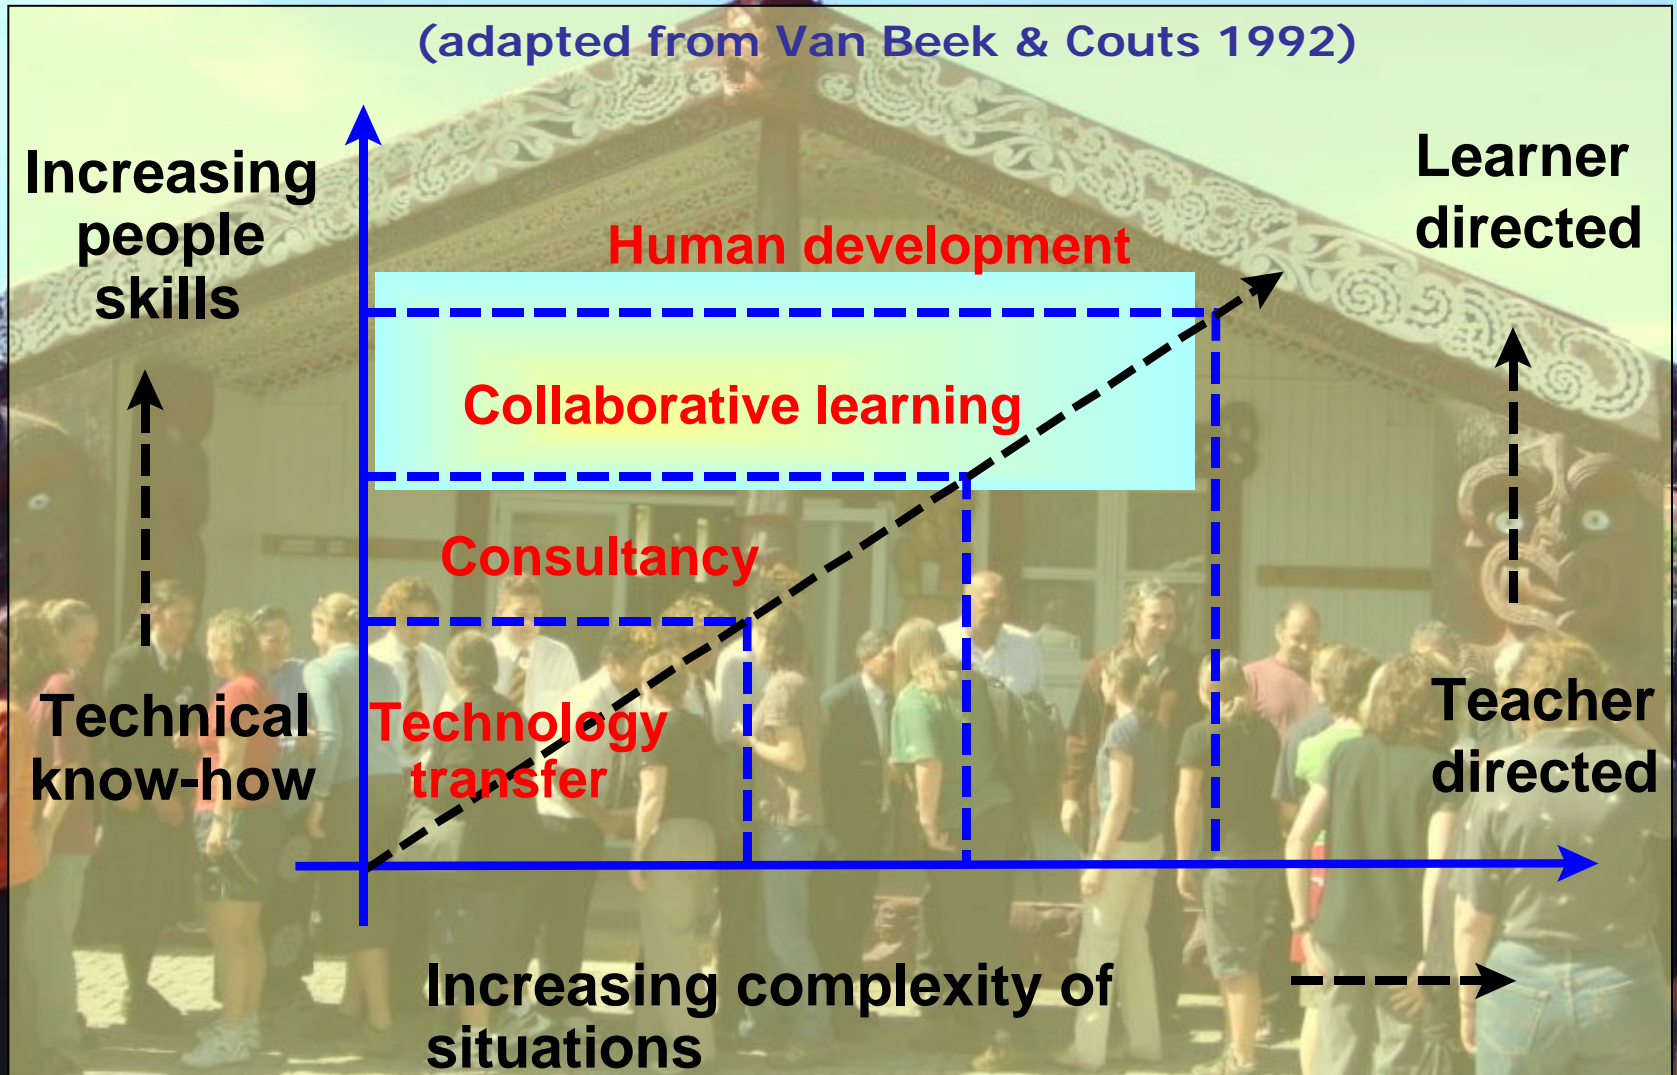 (adapted from Van Beek & Couts 1992)
Increasing
people
skills
Learner
directed
Human development
Collaborative learning
Consultancy
Technology
transfer
Technical
know-how
Teacher
directed
Increasing complexity of
situations